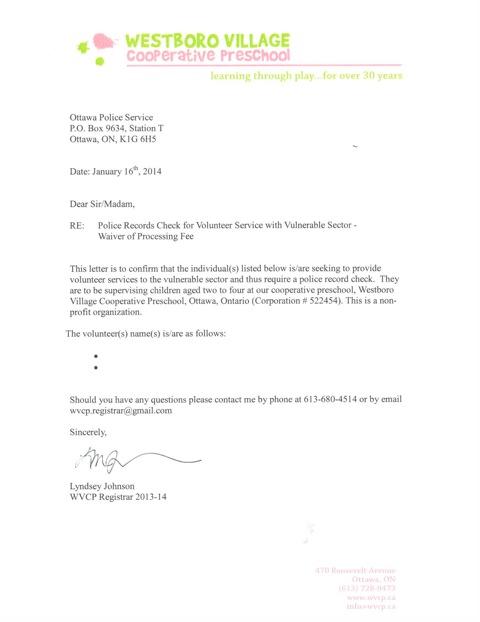 WESTBORO VILLAGE
Cooperative Preschool
learning through play...for over 30 years
Ottawa Police Service
P.O. Box 9634, Station T
Ottawa, ON, K1G 6H5
Date: January 16th, 2014
Dear Sir/Madam,
RE: Police Records Check for Volunteer Service with Vulnerable Sector -
Waiver of Processing Fee
This letter is to confirm that the individual(s) listed below is/are seeking to provide
volunteer services to the vulnerable sector and thus require a police record check. They
are to be supervising children aged two to four at our cooperative preschool, Westboro
Village Cooperative Preschool, Ottawa, Ontario (Corporation # 522454). This is a non-
profit organization.
The volunteer(s) name(s) is/are as follows:
•
•
Should you have any questions please contact me by phone at 613-680-4514 or by email
wvcp.registrar@gmail.com
Sincerely,
Lyndsey Johnson
WVCP Registrar 2013-14
470 Roosevelt Avenue
Ottawa, ON
(613) 728-8473
www.wvcp.ca
info@wvcp.ca